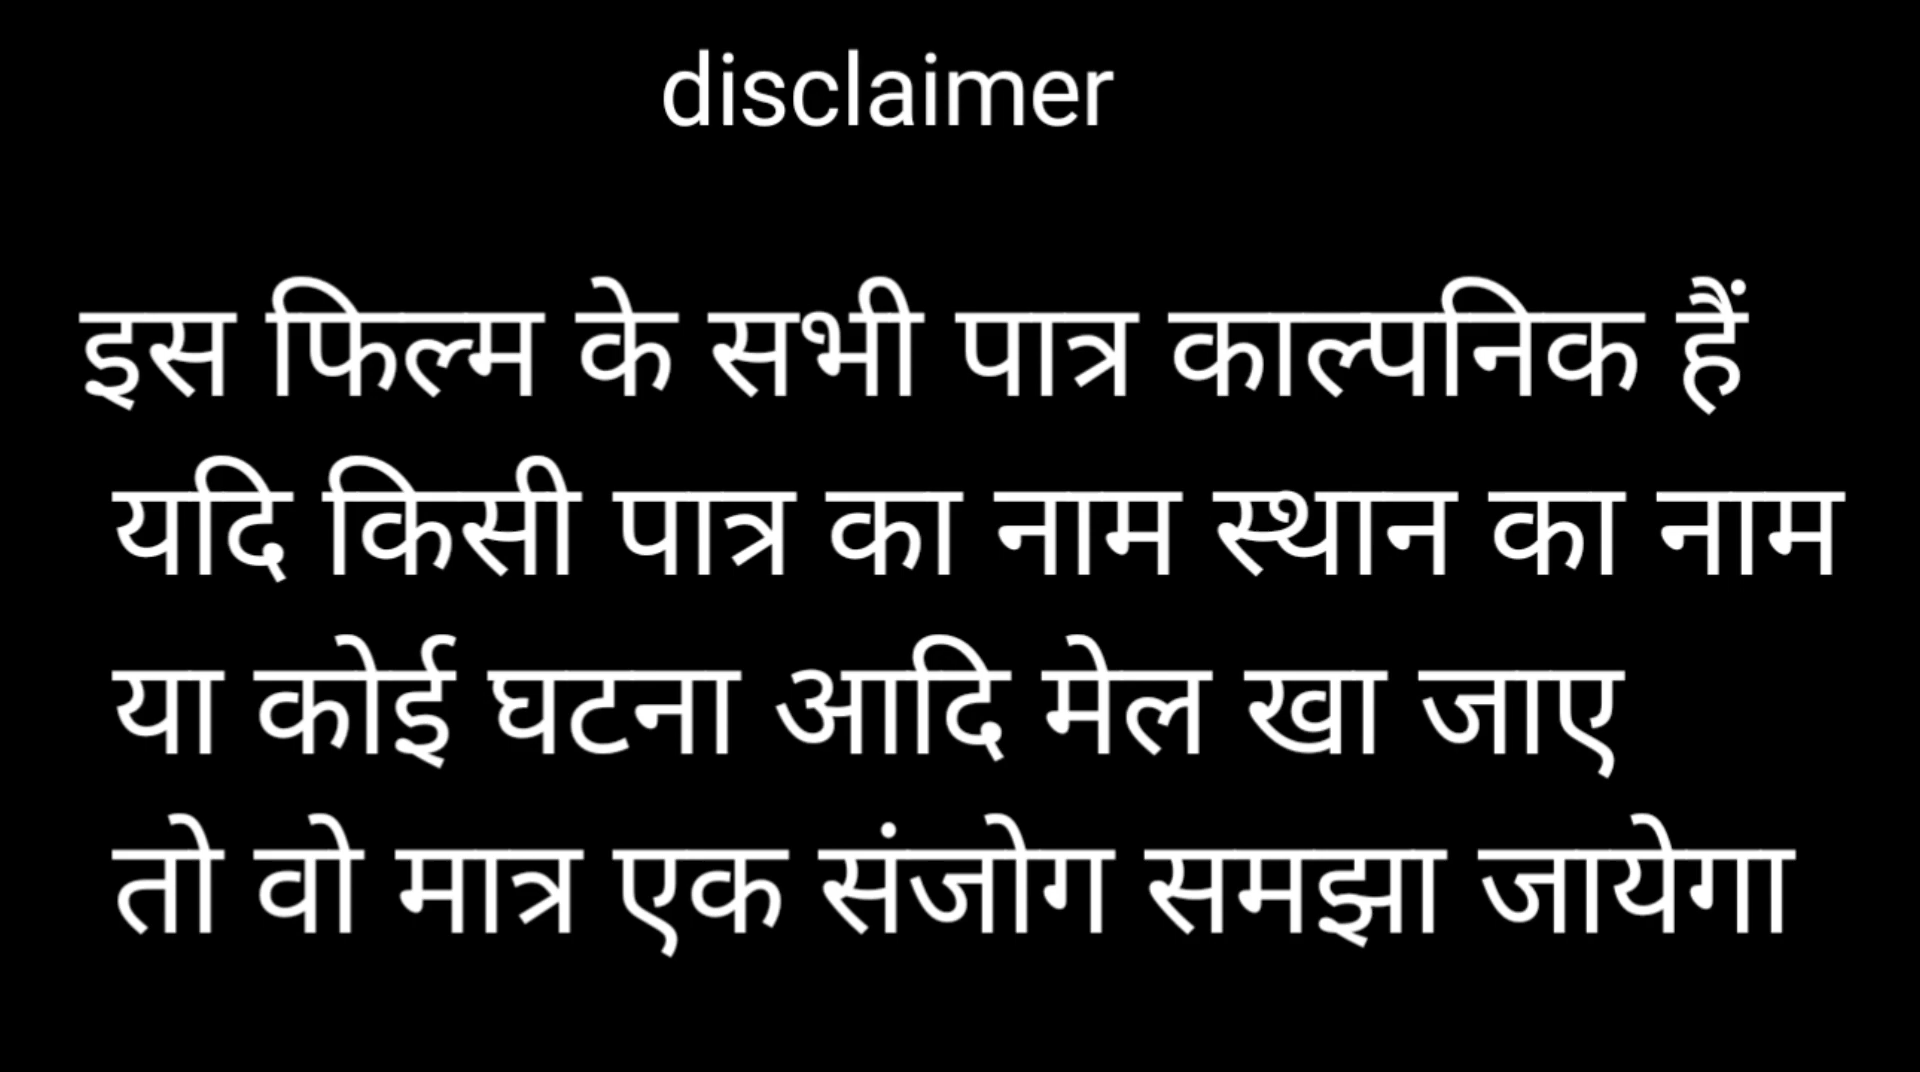 disclaimer
इस फिल्म के सभी पात्र काल्पनिक हैं
यदि किसी पात्र का नाम स्थान का नाम
या कोई घटना आदि मेल खा जाए
तो वो मात्र एक संजोग समझा जायेगा